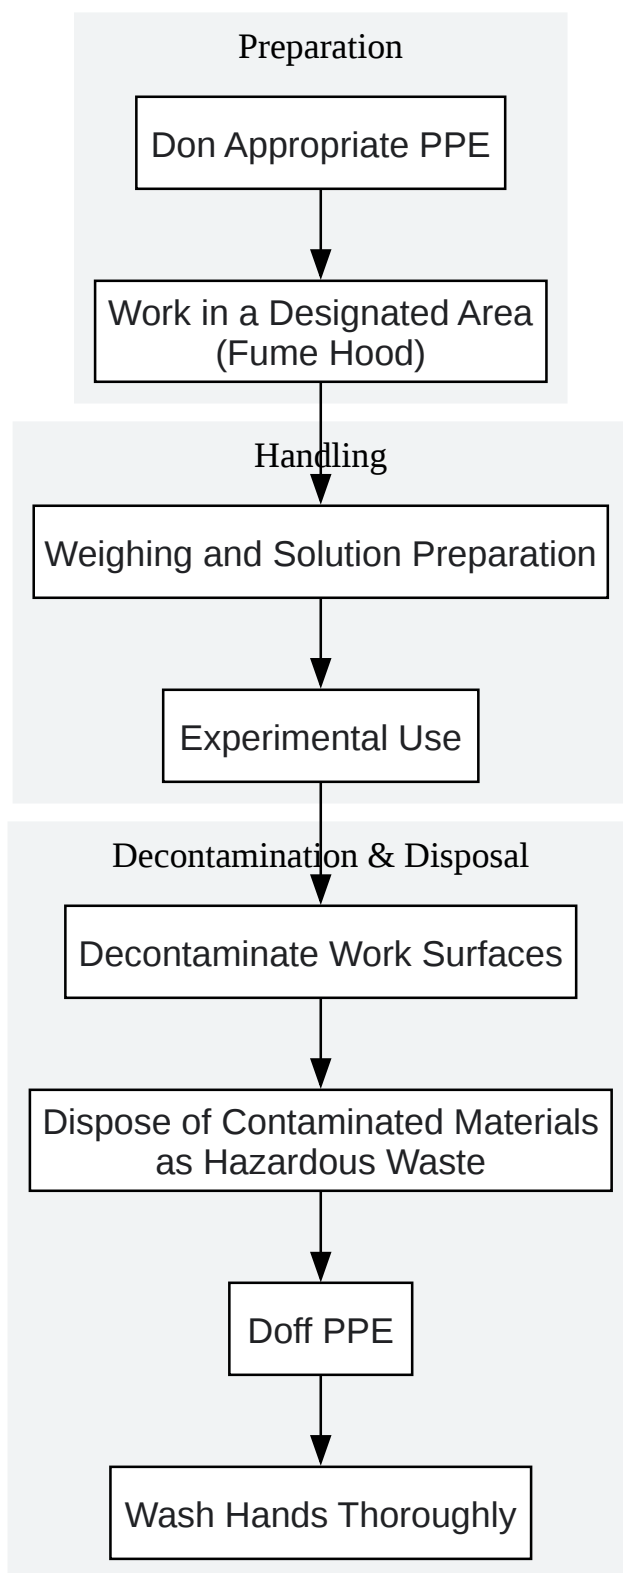 Preparation
Don Appropriate PPE
Work in a Designated Area
(Fume Hood)
Handling
Weighing and Solution Preparation
Experimental Use
Decontamination & Disposal
Decontaminate Work Surfaces
Dispose of Contaminated Materials
as Hazardous Waste
Doff PPE
Wash Hands Thoroughly